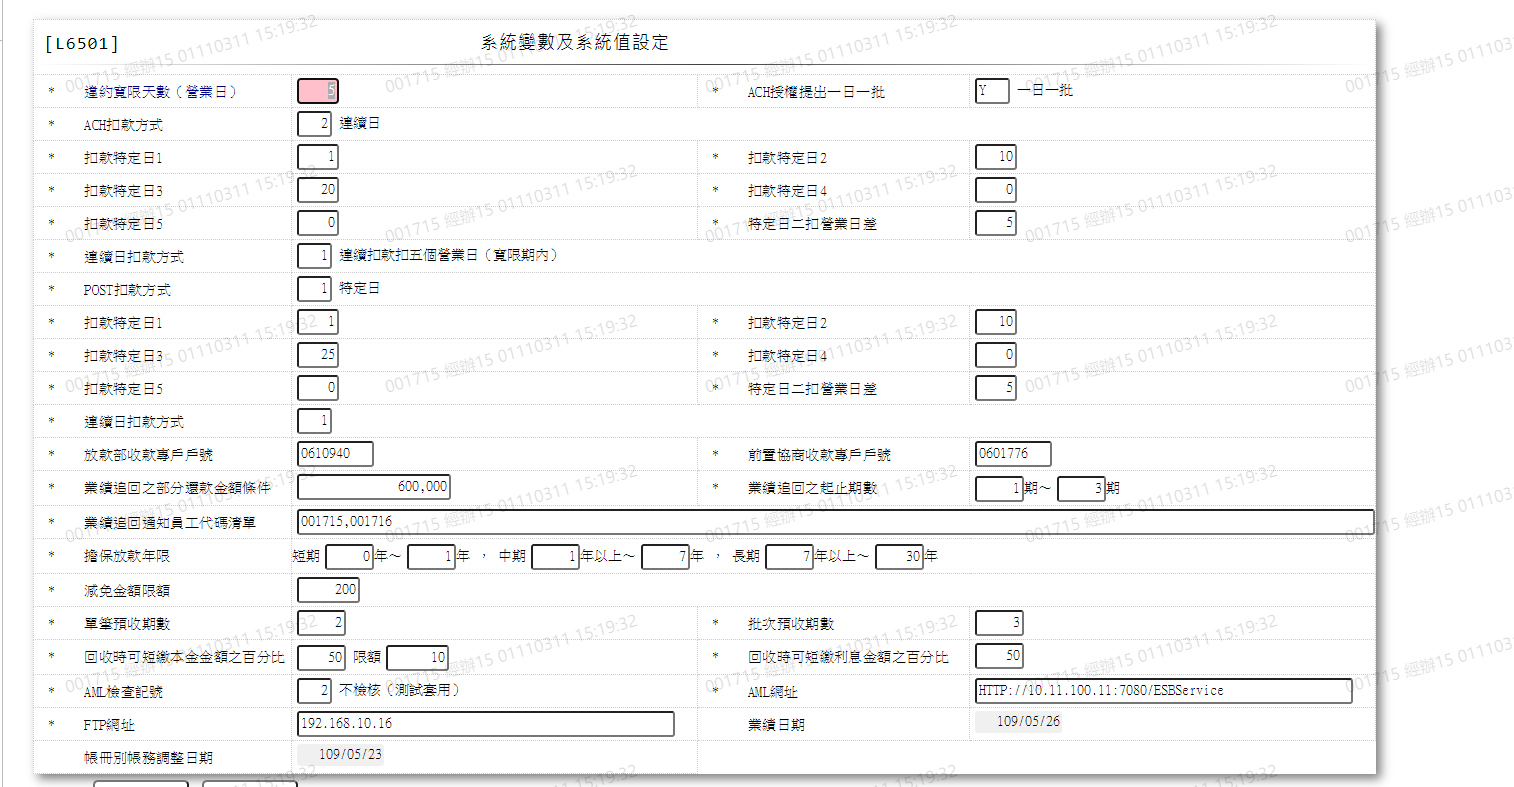 [L6501] 系統變數及系統值設定
* 違約寬限天數（營業日） 5 * ACH授權提出一日一批 Y 一日一批
* ACH扣款方式 2 連續日
* 扣款特定日1 1 * 扣款特定日2 10
* 扣款特定日3 20 * 扣款特定日4 0
* 扣款特定日5 0 * 特定日二扣營業日差 5
* 連續日扣款方式 1 連續扣款扣五個營業日（寬限期內）
* POST扣款方式 1 特定日
* 扣款特定日1 1 * 扣款特定日2 10
* 扣款特定日3 25 * 扣款特定日4 0
* 扣款特定日5 0 * 特定日二扣營業日差 5
* 連續日扣款方式 1
* 放款部收款專戶戶號 0610940 * 前置協商收款專戶戶號 0601776
* 業績追回之部分還款金額條件 600,000 * 業績追回之起止期數 1 期～ 3 期
* 業績追回通知員工代碼清單 001715,001716
* 擔保放款年限 短期 0 年～ 1 年 ， 中期 1 年以上～ 7 年 ， 長期 7 年以上～ 30 年
* 減免金額限額 200
* 單筆預收期數 2 * 批次預收期數 3
* 回收時可短繳本金金額之百分比 50 限額 10 * 回收時可短繳利息金額之百分比 50
* AML檢查記號 2 不檢核（測試套用） * AML網址 HTTP://10.11.100.11:7080/ESBService
* FTP網址 192.168.10.16 業績日期 109/05/26
帳冊別帳務調整日期 109/05/23
001715 經辦15 01110311 15:19:32